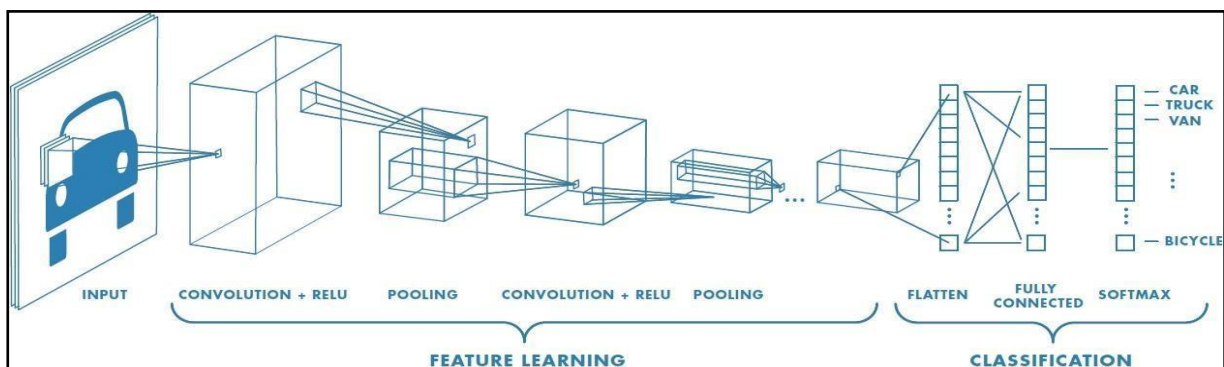 CAR
TRUCK
VAN
BICYCLE
INPUT
CONVOLUTION + RELU
POOLING
CONVOLUTION + RELU
POOLING
FLATTEN
FULLY
CONNECTED
SOFTMAX
FEATURE LEARNING
CLASSIFICATION